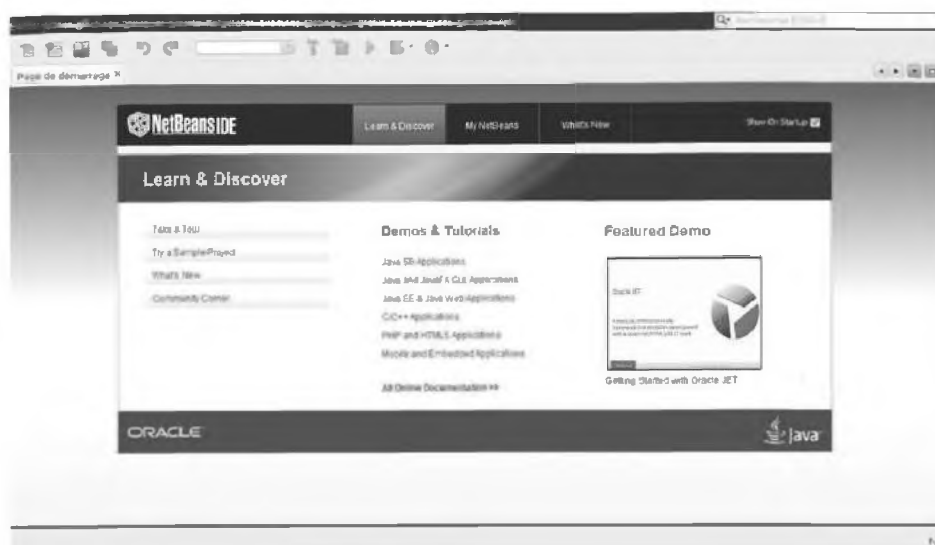 Page de démarrage
NetBeans IDE
Learn & Discover
My NetBeans
What's New
Show On Startup
Learn & Discover
Take a Tour
Try a Sample Project
What's New
Community Corner
Demos & Tutorials
Java SE Applications
Java and JavaFX GUI Applications
Java EE & Java Web Applications
C/C++ Applications
PHP and HTML5 Applications
Mobile and Embedded Applications
All Online Documentation >>
Featured Demo
Oracle JET
Getting Started with Oracle JET
ORACLE
Java